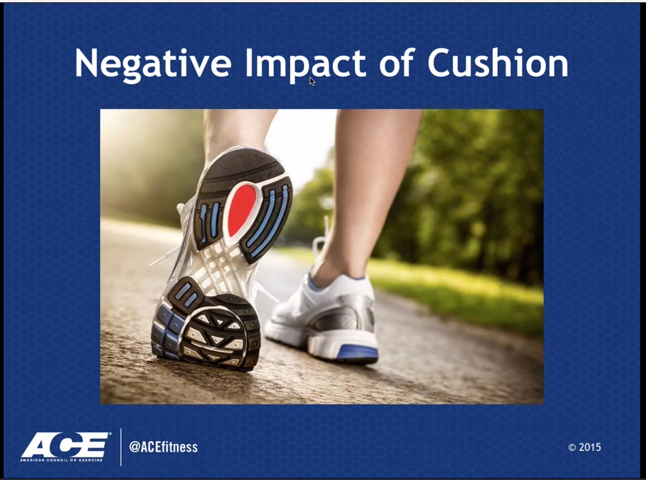 Negative Impact of Cushion
ACE®
AMERICAN COUNCIL ON EXERCISE
@ACEfitness
© 2015